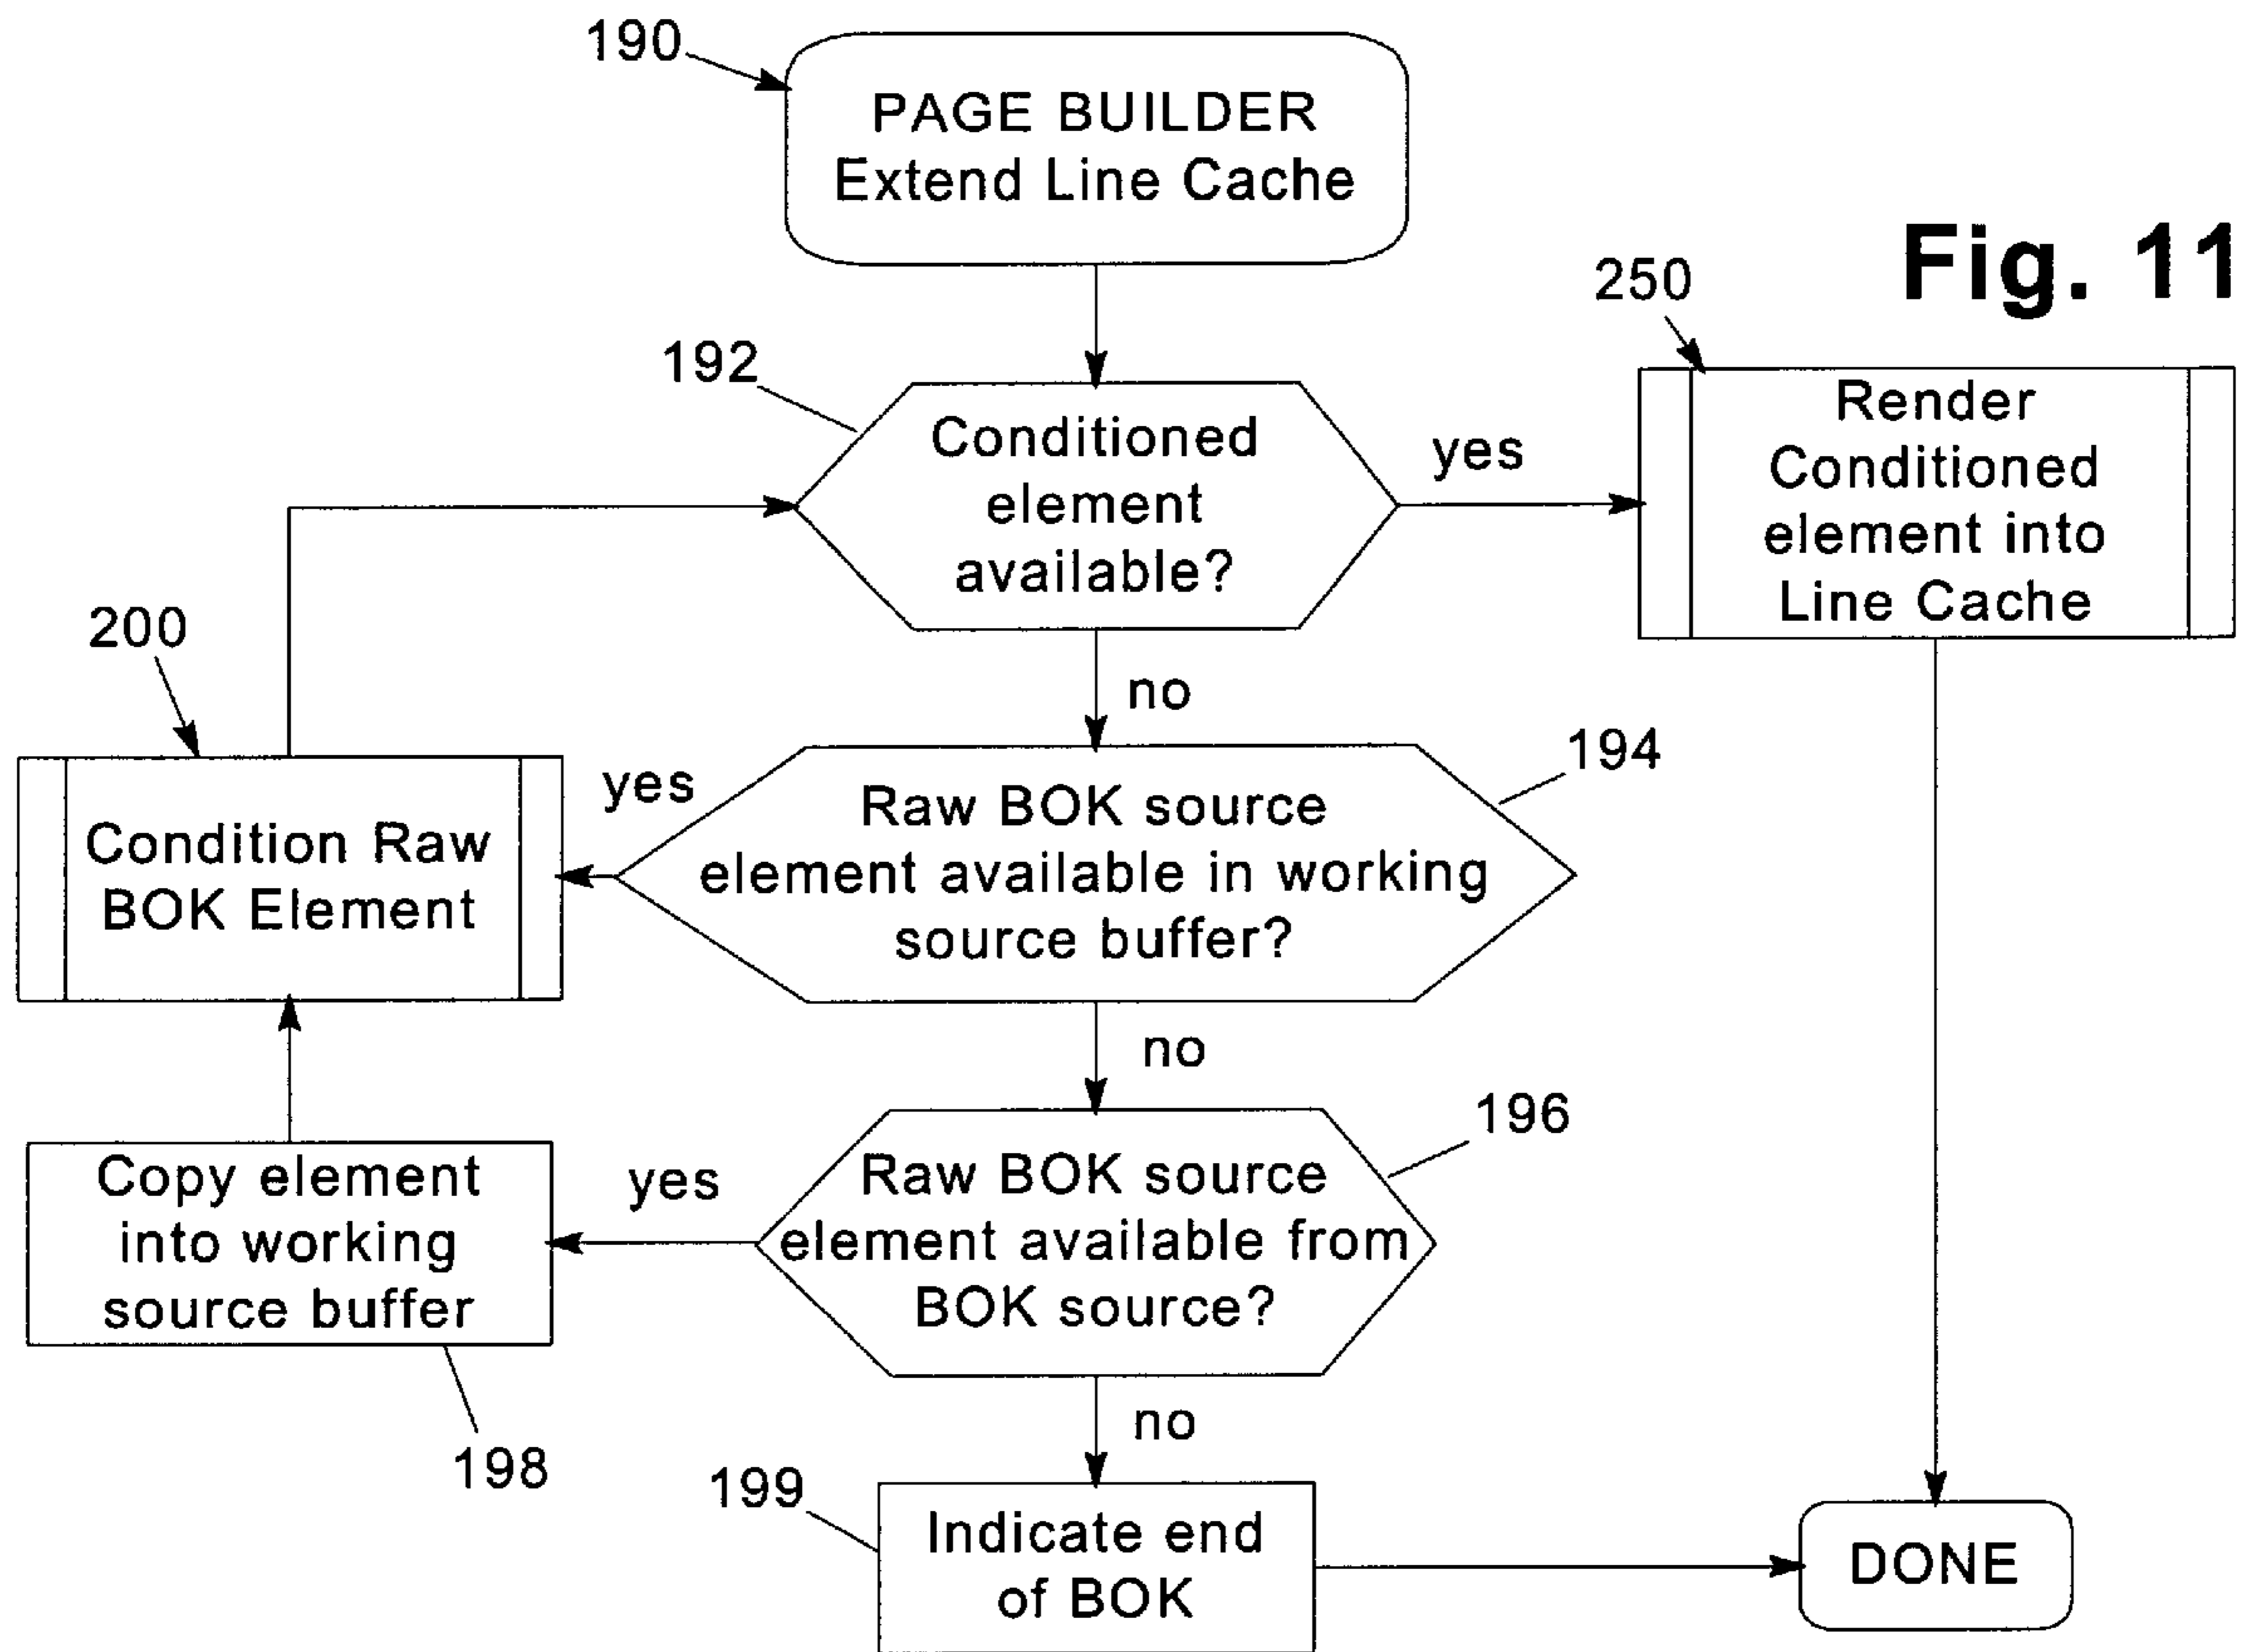 190
PAGE BUILDER
Extend Line Cache
Fig. 11
250
192
Conditioned
element
available?
yes
Render
Conditioned
element into
Line Cache
200
no
194
Condition Raw
BOK Element
yes
Raw BOK source
element available in working
source buffer?
no
196
Copy element
into working
source buffer
yes
Raw BOK source
element available from
BOK source?
no
198
199
Indicate end
of BOK
DONE